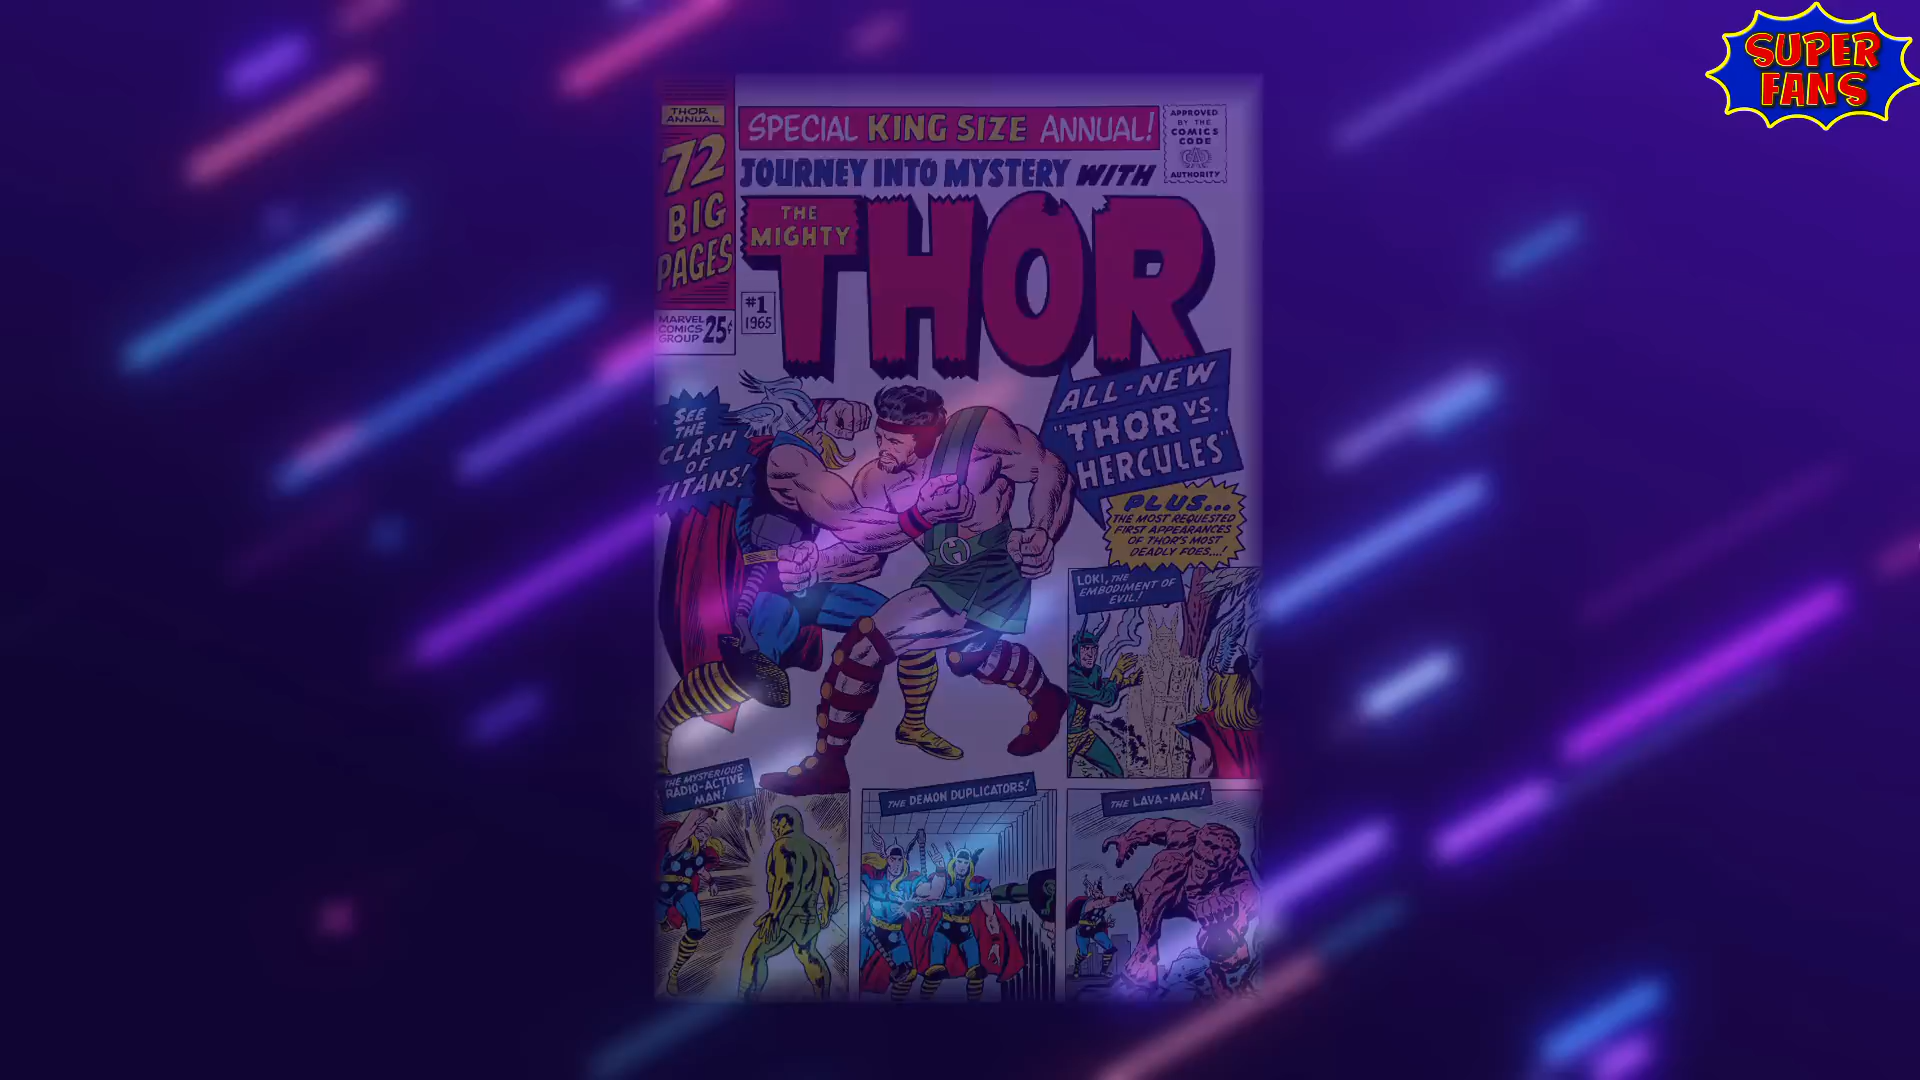 SUPER
FANS
THOR
ANNUAL
72
BIG
PAGES
MARVEL
COMICS
GROUP
25¢
SPECIAL KING SIZE ANNUAL!
APPROVED
BY THE
COMICS
CODE
AUTHORITY
JOURNEY INTO MYSTERY WITH
THE
MIGHTY
THOR
#1
1965
SEE
THE
CLASH
OF
TITANS!
ALL-NEW
"THOR VS.
HERCULES"
PLUS...
THE MOST REQUESTED
FIRST APPEARANCES
OF THOR'S MOST
DEADLY FOES...!
LOKI, THE
EMBODIMENT OF
EVIL!
THE MYSTERIOUS
RADIO-ACTIVE
MAN!
THE DEMON DUPLICATORS!
THE LAVA-MAN!